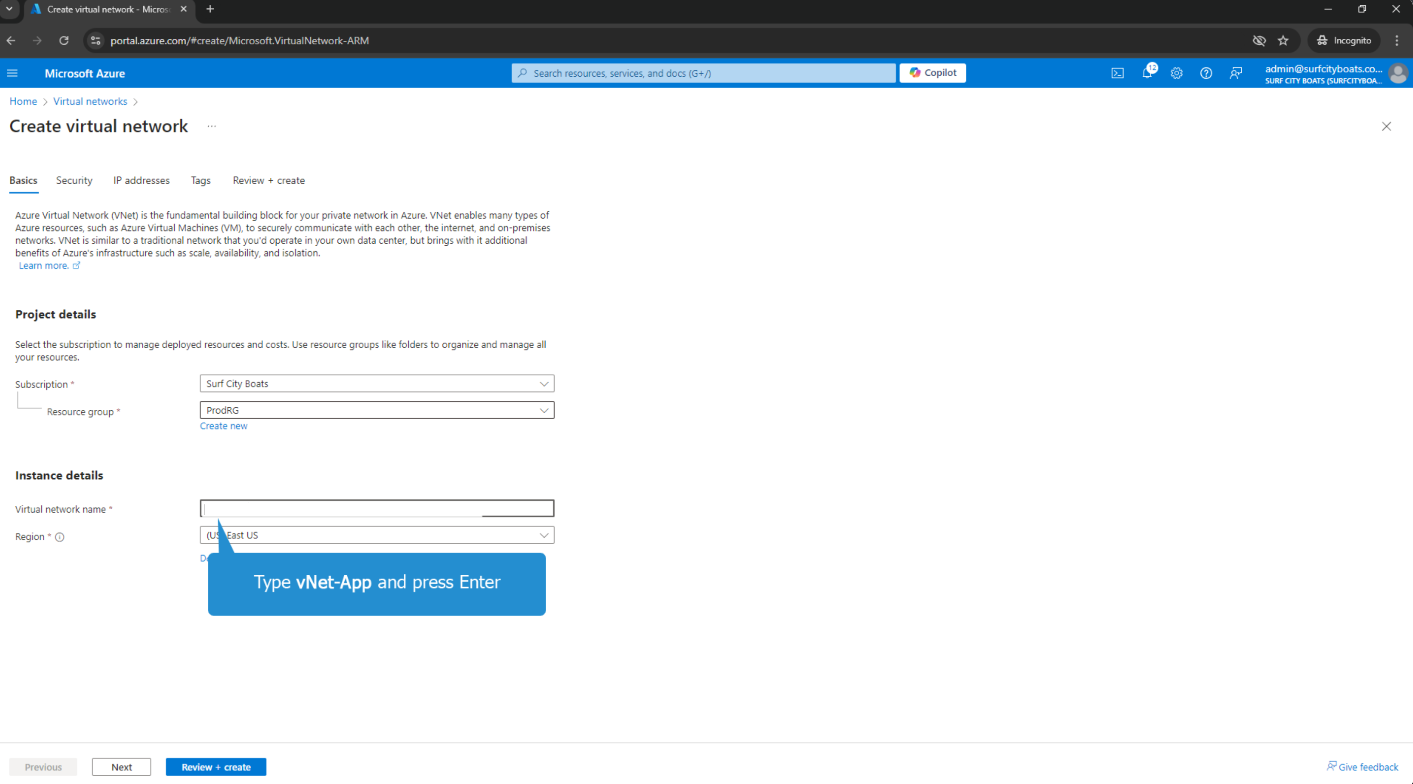 Create virtual network - Micros
portal.azure.com/#create/Microsoft.VirtualNetwork-ARM
Incognito
Microsoft Azure
Search resources, services, and docs (G+/)
Copilot
12
admin@surfcityboats.co...
SURF CITY BOATS (SURFCITYBOA...
Home > Virtual networks >
Create virtual network ...
Basics Security IP addresses Tags Review + create
Azure Virtual Network (VNet) is the fundamental building block for your private network in Azure. VNet enables many types of
Azure resources, such as Azure Virtual Machines (VM), to securely communicate with each other, the internet, and on-premises
networks. VNet is similar to a traditional network that you'd operate in your own data center, but brings with it additional
benefits of Azure's infrastructure such as scale, availability, and isolation.
Learn more.
Project details
Select the subscription to manage deployed resources and costs. Use resource groups like folders to organize and manage all
your resources.
Subscription *
Surf City Boats
Resource group *
ProdRG
Create new
Instance details
Virtual network name *
Region *
(US) East US
Type vNet-App and press Enter
Previous
Next
Review + create
Give feedback